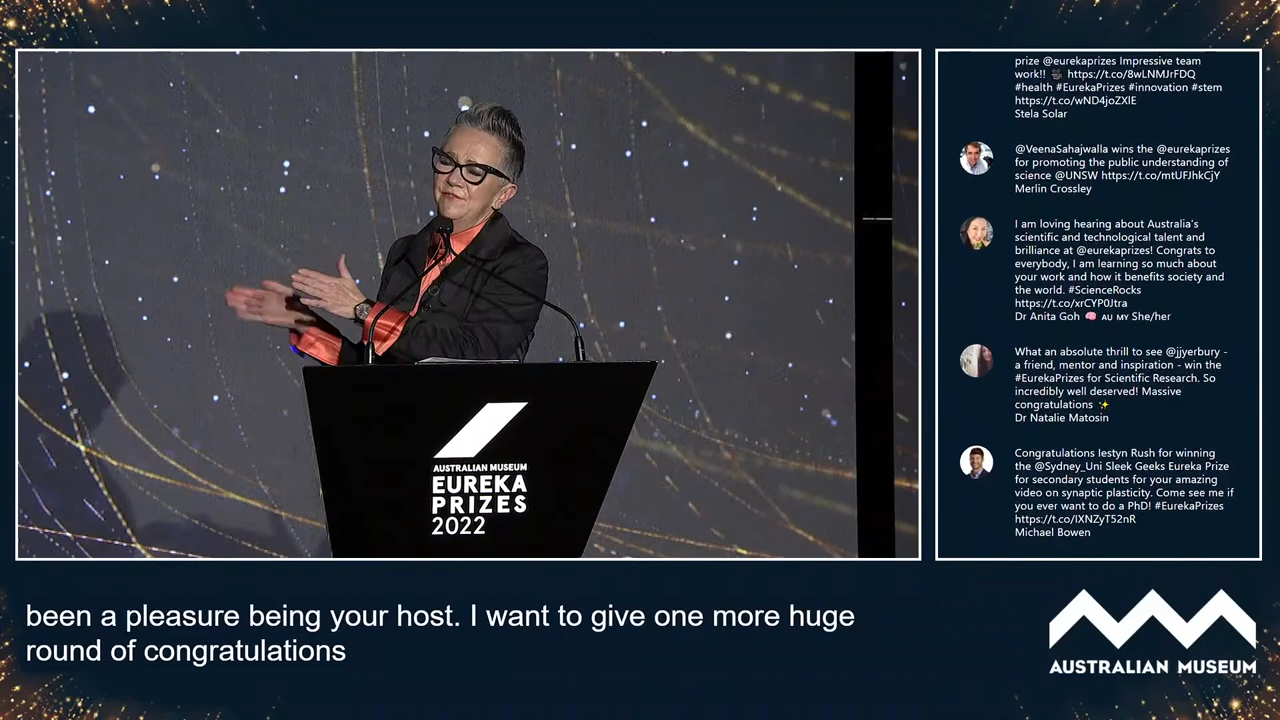 AUSTRALIAN MUSEUM
EUREKA
PRIZES
2022
prize @eurekaprizes Impressive team
work!! https://t.co/8wLNMJrFDQ
#health #EurekaPrizes #innovation #stem
https://t.co/wND4joZXlE
Stela Solar
@VeenaSahajwalla wins the @eurekaprizes
for promoting the public understanding of
science @UNSW https://t.co/mtUFJhkCjY
Merlin Crossley
I am loving hearing about Australia's
scientific and technological talent and
brilliance at @eurekaprizes! Congrats to
everybody, I am learning so much about
your work and how it benefits society and
the world. #ScienceRocks
https://t.co/xrCYP0Jtra
Dr Anita Goh 🧠 AU MY She/her
What an absolute thrill to see @jjyerbury -
a friend, mentor and inspiration - win the
#EurekaPrizes for Scientific Research. So
incredibly well deserved! Massive
congratulations ✨
Dr Natalie Matosin
Congratulations Iestyn Rush for winning
the @Sydney_Uni Sleek Geeks Eureka Prize
for secondary students for your amazing
video on synaptic plasticity. Come see me if
you ever want to do a PhD! #EurekaPrizes
https://t.co/IXNZyT52nR
Michael Bowen
been a pleasure being your host. I want to give one more huge
round of congratulations
AUSTRALIAN MUSEUM